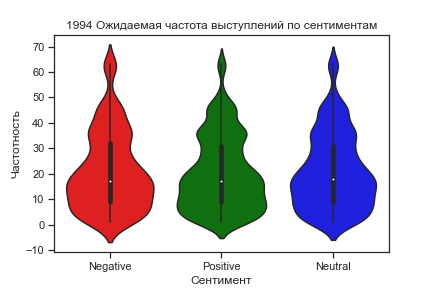 1994 Ожидаемая частота выступлений по сентиментам
Частотность
70
60
50
40
30
20
10
0
−10
Negative
Positive
Neutral
Сентимент